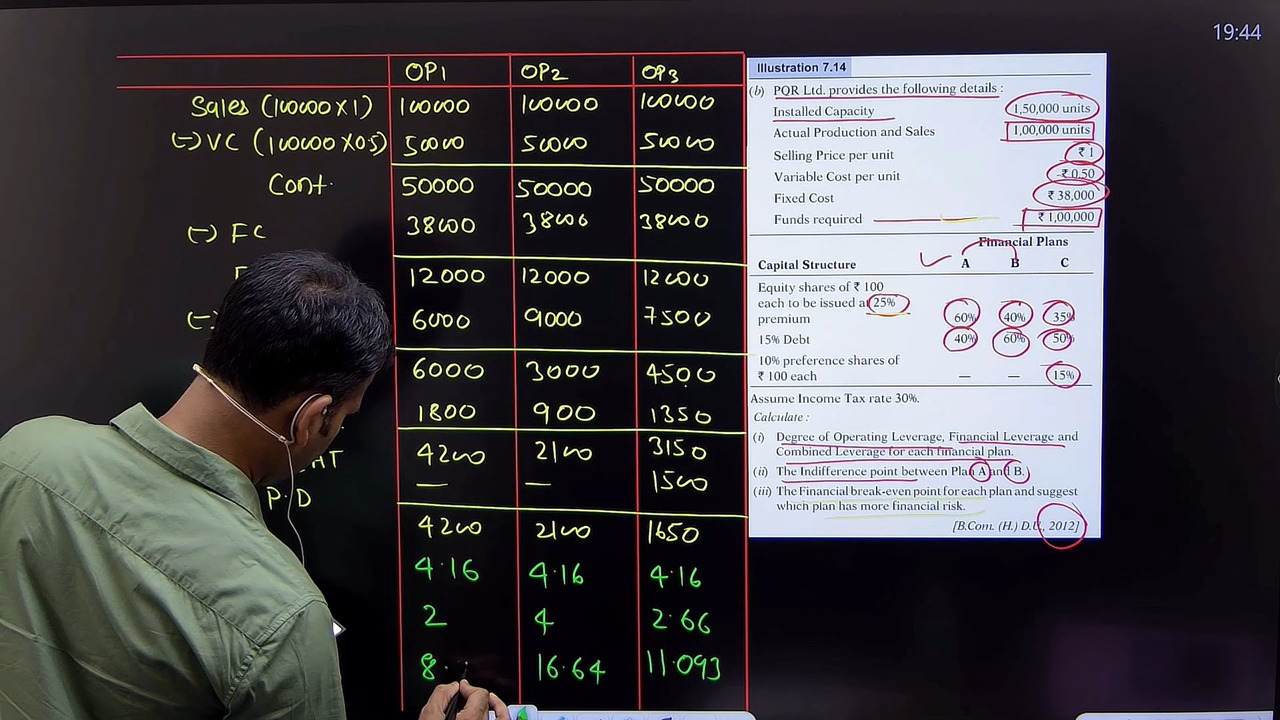 19:44
OP1 OP2 OP3
Sales (100000 X 1) 100000 100000 100000
(-) VC (100000 X 0.5) 50000 50000 50000
Cont. 50000 50000 50000
(-) FC 38000 38000 38000
12000 12000 12000
(-) 6000 9000 7500
6000 3000 4500
1800 900 1350
4200 2100 3150
P.D — — 1500
4200 2100 1650
4.16 4.16 4.16
2 4 2.66
8. 16.64 11.093
Illustration 7.14
(b) PQR Ltd. provides the following details :
Installed Capacity 1,50,000 units
Actual Production and Sales 1,00,000 units
Selling Price per unit ₹ 1
Variable Cost per unit ₹ 0.50
Fixed Cost ₹ 38,000
Funds required ₹ 1,00,000
Financial Plans
Capital Structure A B C
Equity shares of ₹ 100
each to be issued at 25%
premium 60% 40% 35%
15% Debt 40% 60% 50%
10% preference shares of
₹ 100 each — — 15%
Assume Income Tax rate 30%.
Calculate :
(i) Degree of Operating Leverage, Financial Leverage and
Combined Leverage for each financial plan.
(ii) The Indifference point between Plan A and B.
(iii) The Financial break-even point for each plan and suggest
which plan has more financial risk.
[B.Com. (H.) D.U., 2012]